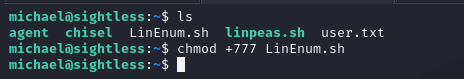 michael@sightless:~$ ls
agent chisel LinEnum.sh linpeas.sh user.txt
michael@sightless:~$ chmod +777 LinEnum.sh
michael@sightless:~$